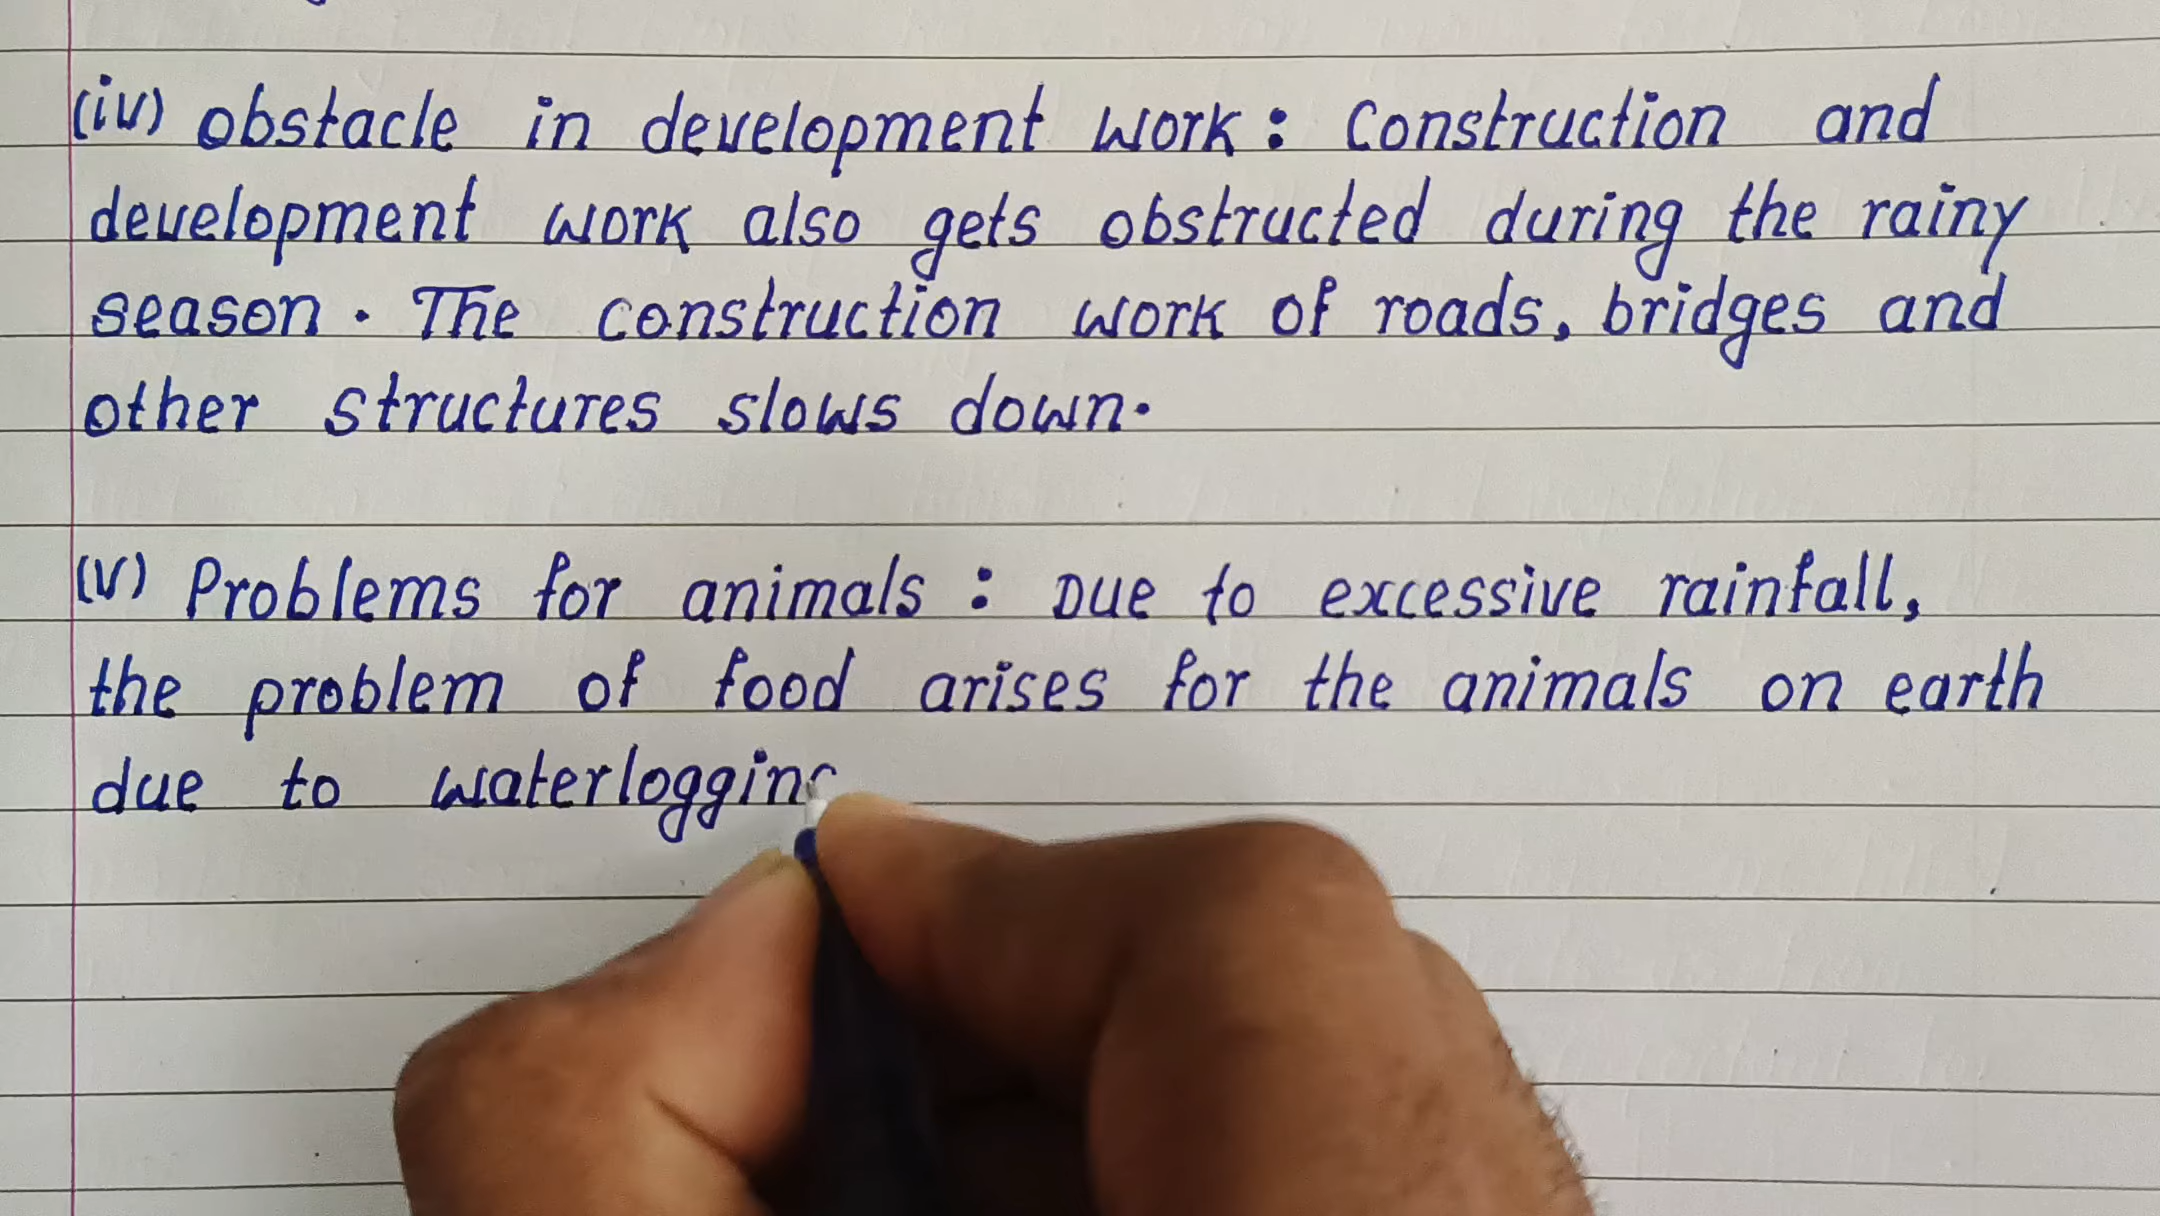 (iv) obstacle in development work: Construction and
development work also gets obstructed during the rainy
season. The construction work of roads, bridges and
other structures slows down.
(v) Problems for animals: Due to excessive rainfall,
the problem of food arises for the animals on earth
due to waterlogging